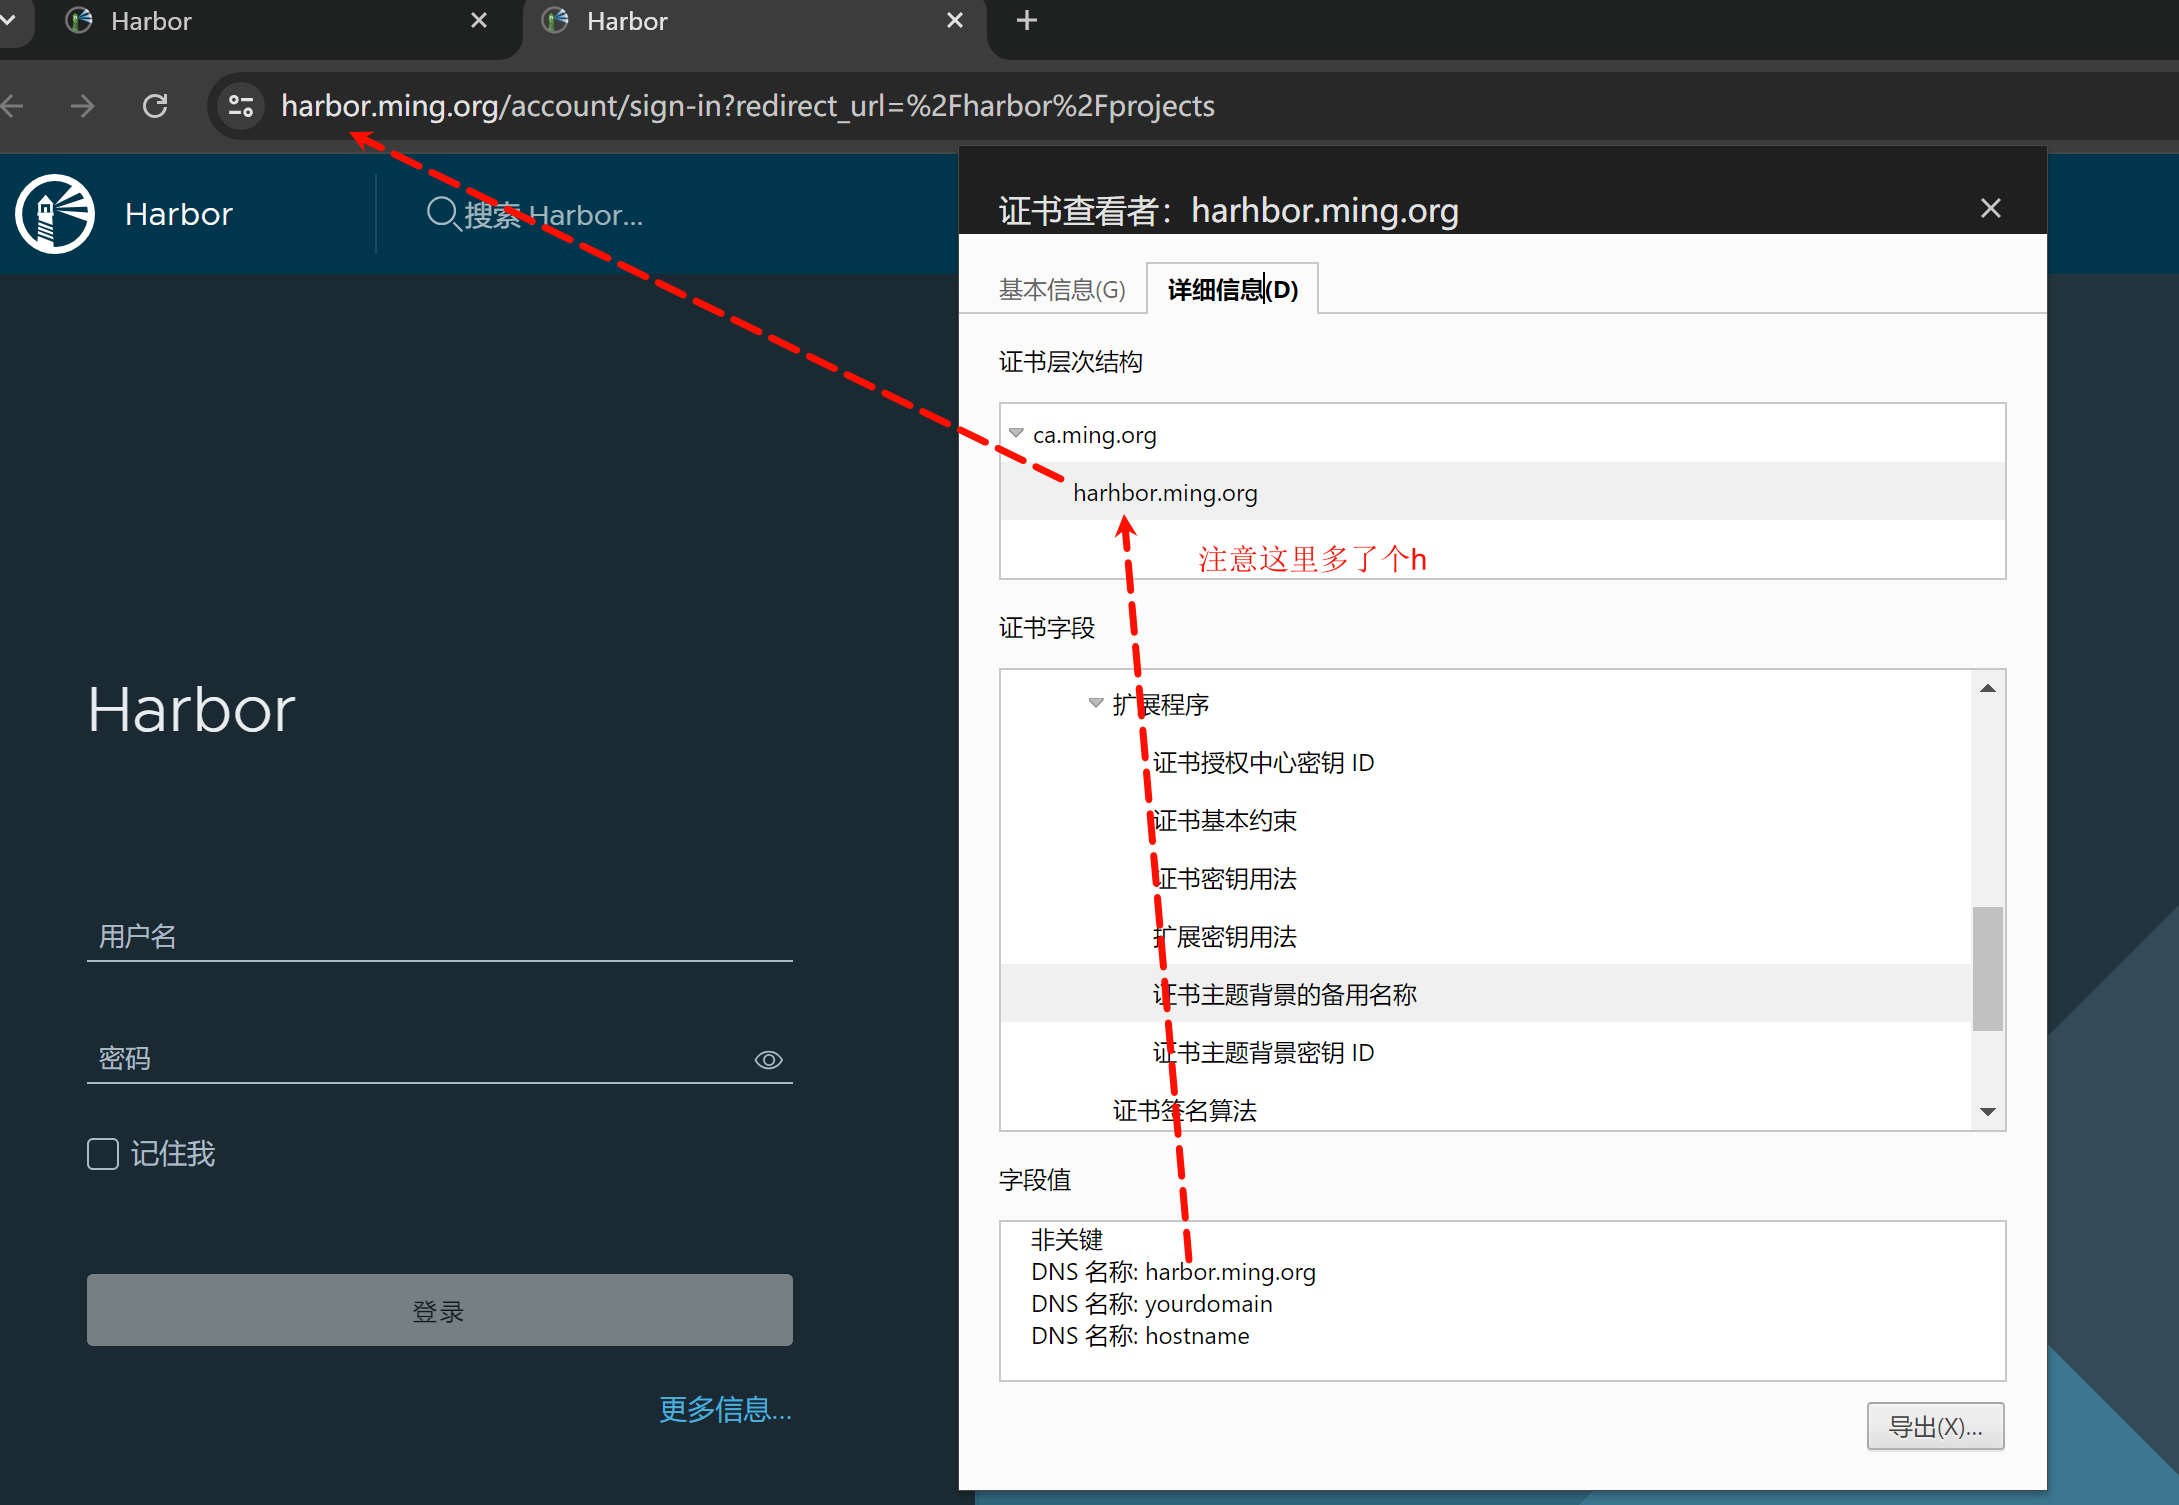 Harbor
Harbor
harbor.ming.org/account/sign-in?redirect_url=%2Fharbor%2Fprojects
Harbor
搜索 Harbor...
证书查看者：harhbor.ming.org
基本信息(G)
详细信息(D)
证书层次结构
ca.ming.org
harhbor.ming.org
注意这里多了个h
证书字段
扩展程序
证书授权中心密钥 ID
证书基本约束
证书密钥用法
扩展密钥用法
证书主题背景的备用名称
证书主题背景密钥 ID
证书签名算法
字段值
非关键
DNS 名称: harbor.ming.org
DNS 名称: yourdomain
DNS 名称: hostname
导出(X)...
Harbor
用户名
密码
记住我
登录
更多信息...